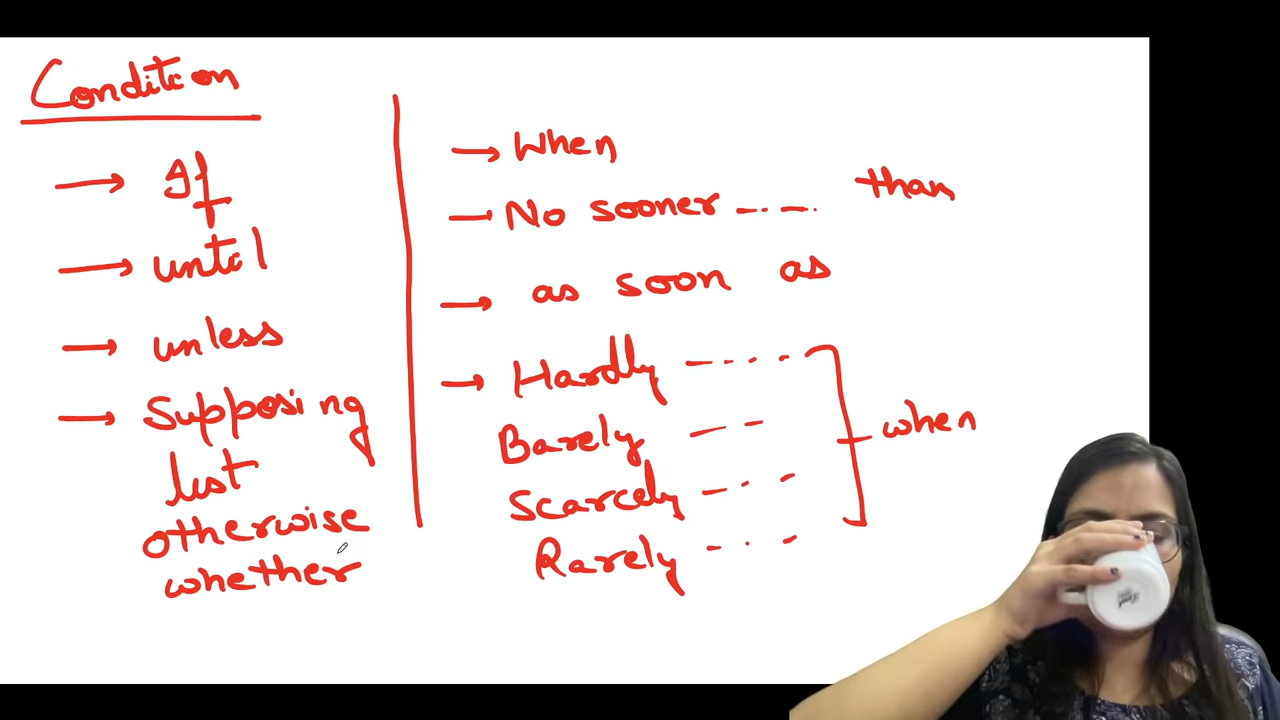 Condition
→ If
→ until
→ unless
→ Supposing
lest
otherwise
whether
→ When
→ No sooner ---- than
→ as soon as
→ Hardly ----
Barely ---
Scarcely ---
Rarely ---
when